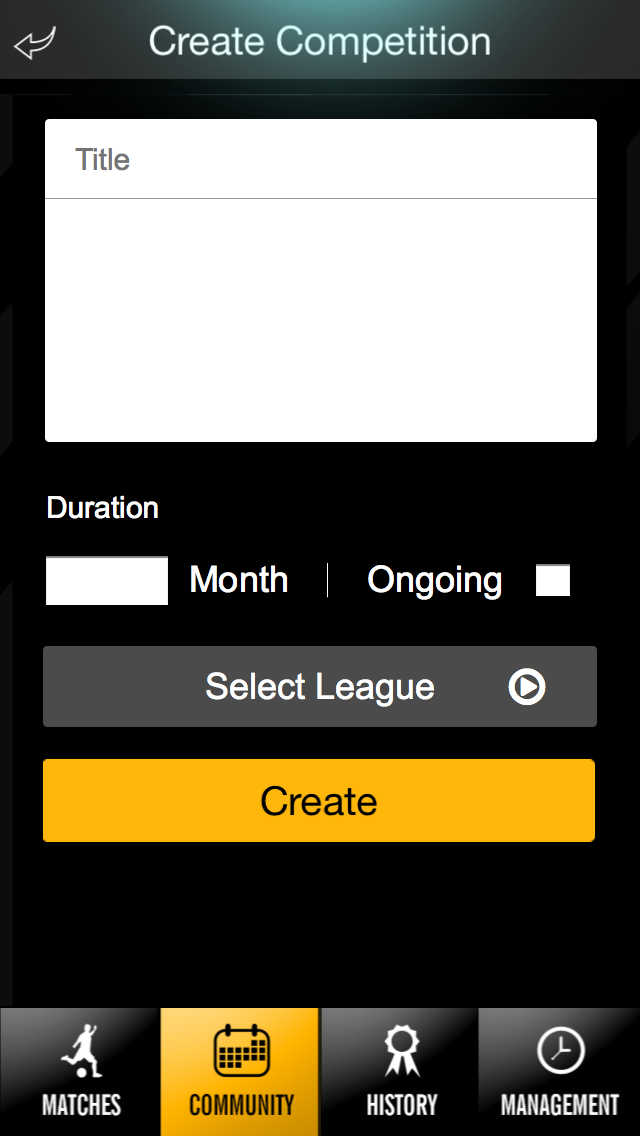 Create Competition
Title
Duration
Month | Ongoing
Select League
Create
MATCHES COMMUNITY HISTORY MANAGEMENT